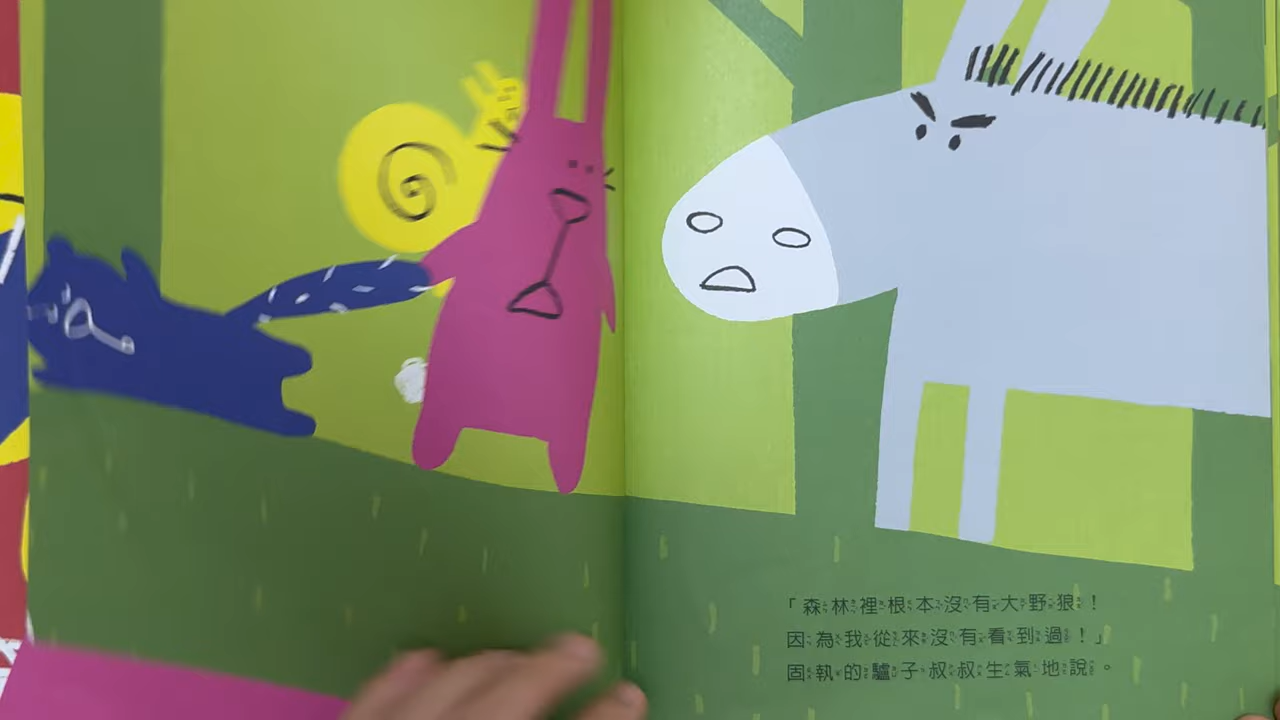 「森林裡根本沒有大野狼！
因為我從來沒有看到過！」
固執的驢子叔叔生氣地說。